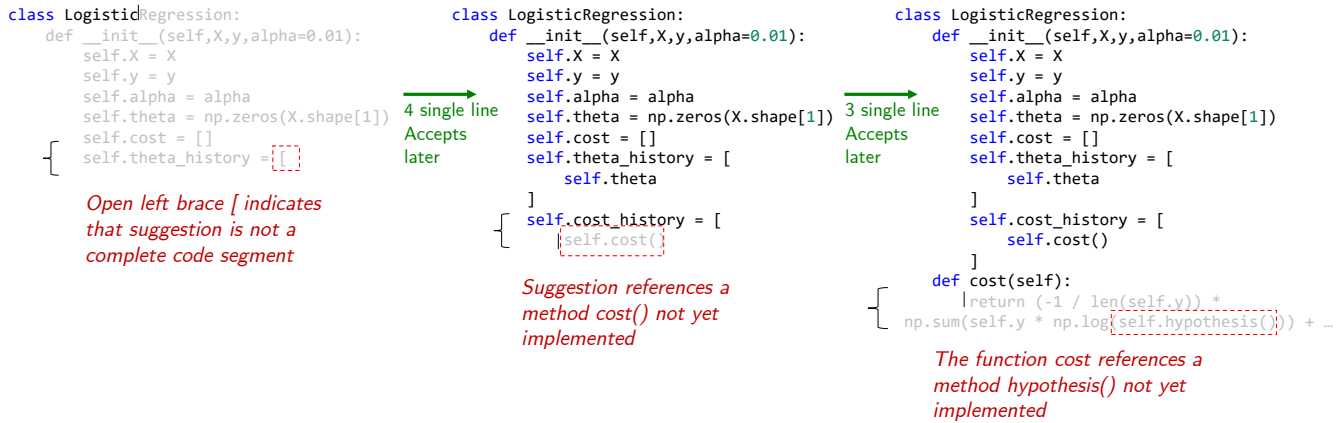 class LogisticRegression:
def __init__(self,X,y,alpha=0.01):
self.X = X
self.y = y
self.alpha = alpha
self.theta = np.zeros(X.shape[1])
self.cost = []
self.theta_history = [
Open left brace [ indicates
that suggestion is not a
complete code segment
4 single line
Accepts
later
class LogisticRegression:
def __init__(self,X,y,alpha=0.01):
self.X = X
self.y = y
self.alpha = alpha
self.theta = np.zeros(X.shape[1])
self.cost = []
self.theta_history = [
self.theta
]
self.cost_history = [
self.cost()
Suggestion references a
method cost() not yet
implemented
3 single line
Accepts
later
class LogisticRegression:
def __init__(self,X,y,alpha=0.01):
self.X = X
self.y = y
self.alpha = alpha
self.theta = np.zeros(X.shape[1])
self.cost = []
self.theta_history = [
self.theta
]
self.cost_history = [
self.cost()
]
def cost(self):
return (-1 / len(self.y)) *
np.sum(self.y * np.log(self.hypothesis())) + …
The function cost references a
method hypothesis() not yet
implemented